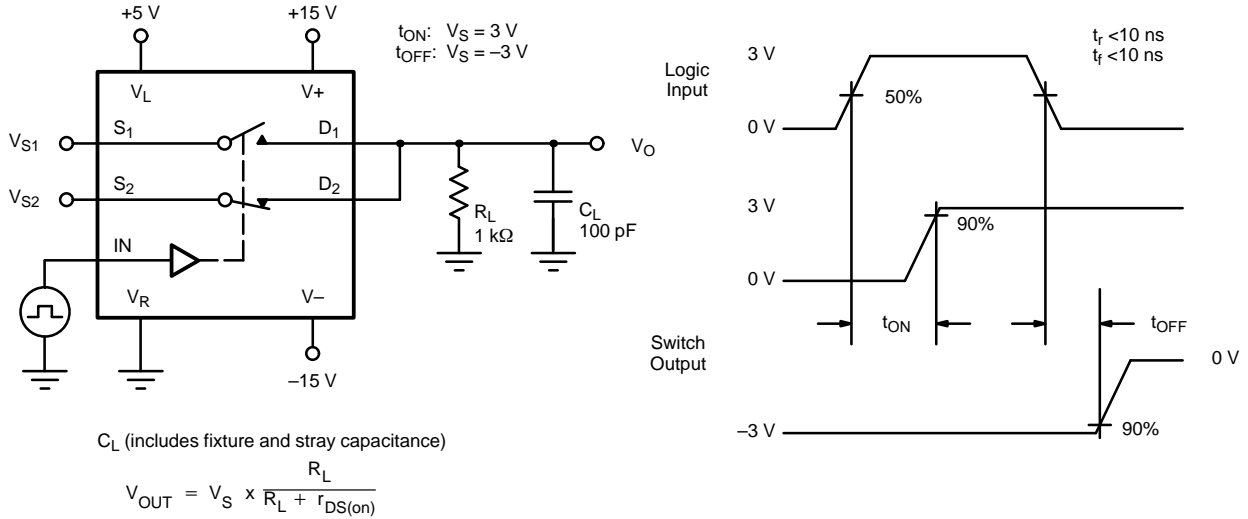 +5 V
+15 V
tON: VS = 3 V
tOFF: VS = –3 V
VL
V+
VS1
S1
D1
VO
VS2
S2
D2
RL
1 kΩ
CL
100 pF
IN
VR
V–
–15 V
CL (includes fixture and stray capacitance)
VOUT = VS x RL / RL + rDS(on)
Logic
Input
3 V
0 V
50%
tr <10 ns
tf <10 ns
3 V
0 V
90%
tON
tOFF
Switch
Output
0 V
–3 V
90%